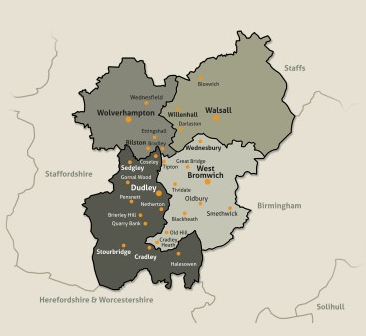 Staffs
Bloxwich
Wednesfield
Wolverhampton
Willenhall
Walsall
Darlaston
Ettingshall
Bilston
Bradley
Wednesbury
Coseley
Sedgley
Tipton
Great Bridge
West
Bromwich
Staffordshire
Gornal Wood
Dudley
Tividale
Pensnett
Netherton
Oldbury
Birmingham
Brierley Hill
Blackheath
Smethwick
Quarry Bank
Old Hill
Cradley
Heath
Stourbridge
Cradley
Halesowen
Herefordshire & Worcestershire
Solihull